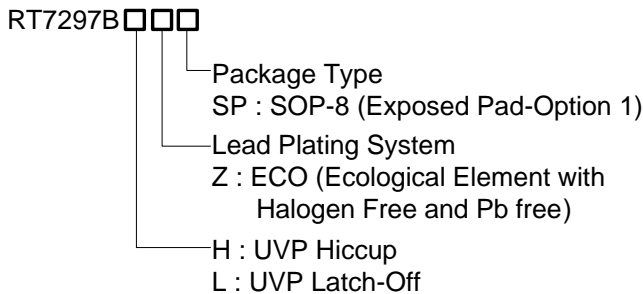 RT7297B□□□
Package Type
SP : SOP-8 (Exposed Pad-Option 1)
Lead Plating System
Z : ECO (Ecological Element with
Halogen Free and Pb free)
H : UVP Hiccup
L : UVP Latch-Off